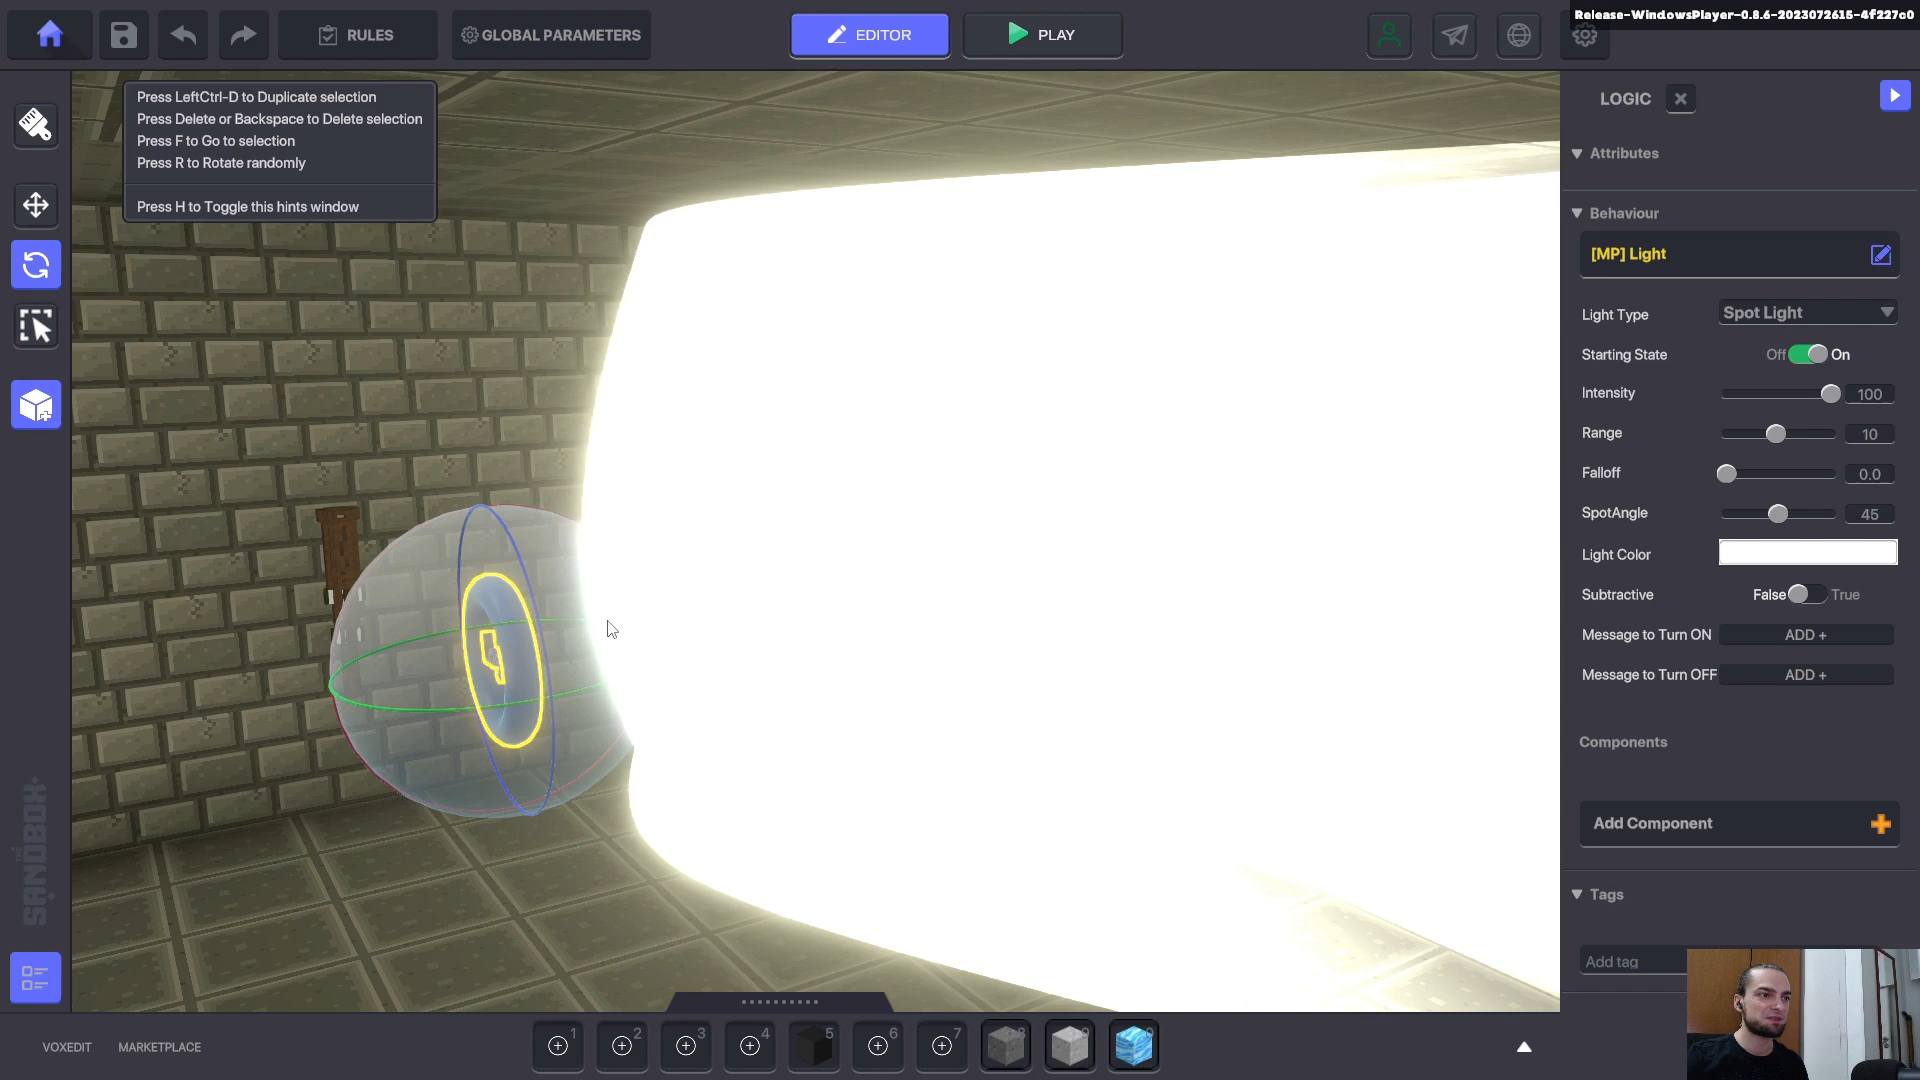 Release-WindowsPlayer-0.8.6-2023072615-4f227c0
RULES
GLOBAL PARAMETERS
EDITOR
PLAY
Press LeftCtrl-D to Duplicate selection
Press Delete or Backspace to Delete selection
Press F to Go to selection
Press R to Rotate randomly
Press H to Toggle this hints window
LOGIC
Attributes
Behaviour
[MP] Light
Light Type
Spot Light
Starting State
Off
On
Intensity
100
Range
10
Falloff
0.0
SpotAngle
45
Light Color
Subtractive
False
True
Message to Turn ON
ADD +
Message to Turn OFF
ADD +
Components
Add Component
Tags
Add tag
THE SANDBOX
VOXEDIT
MARKETPLACE
1
2
3
4
5
6
7
8
9
0